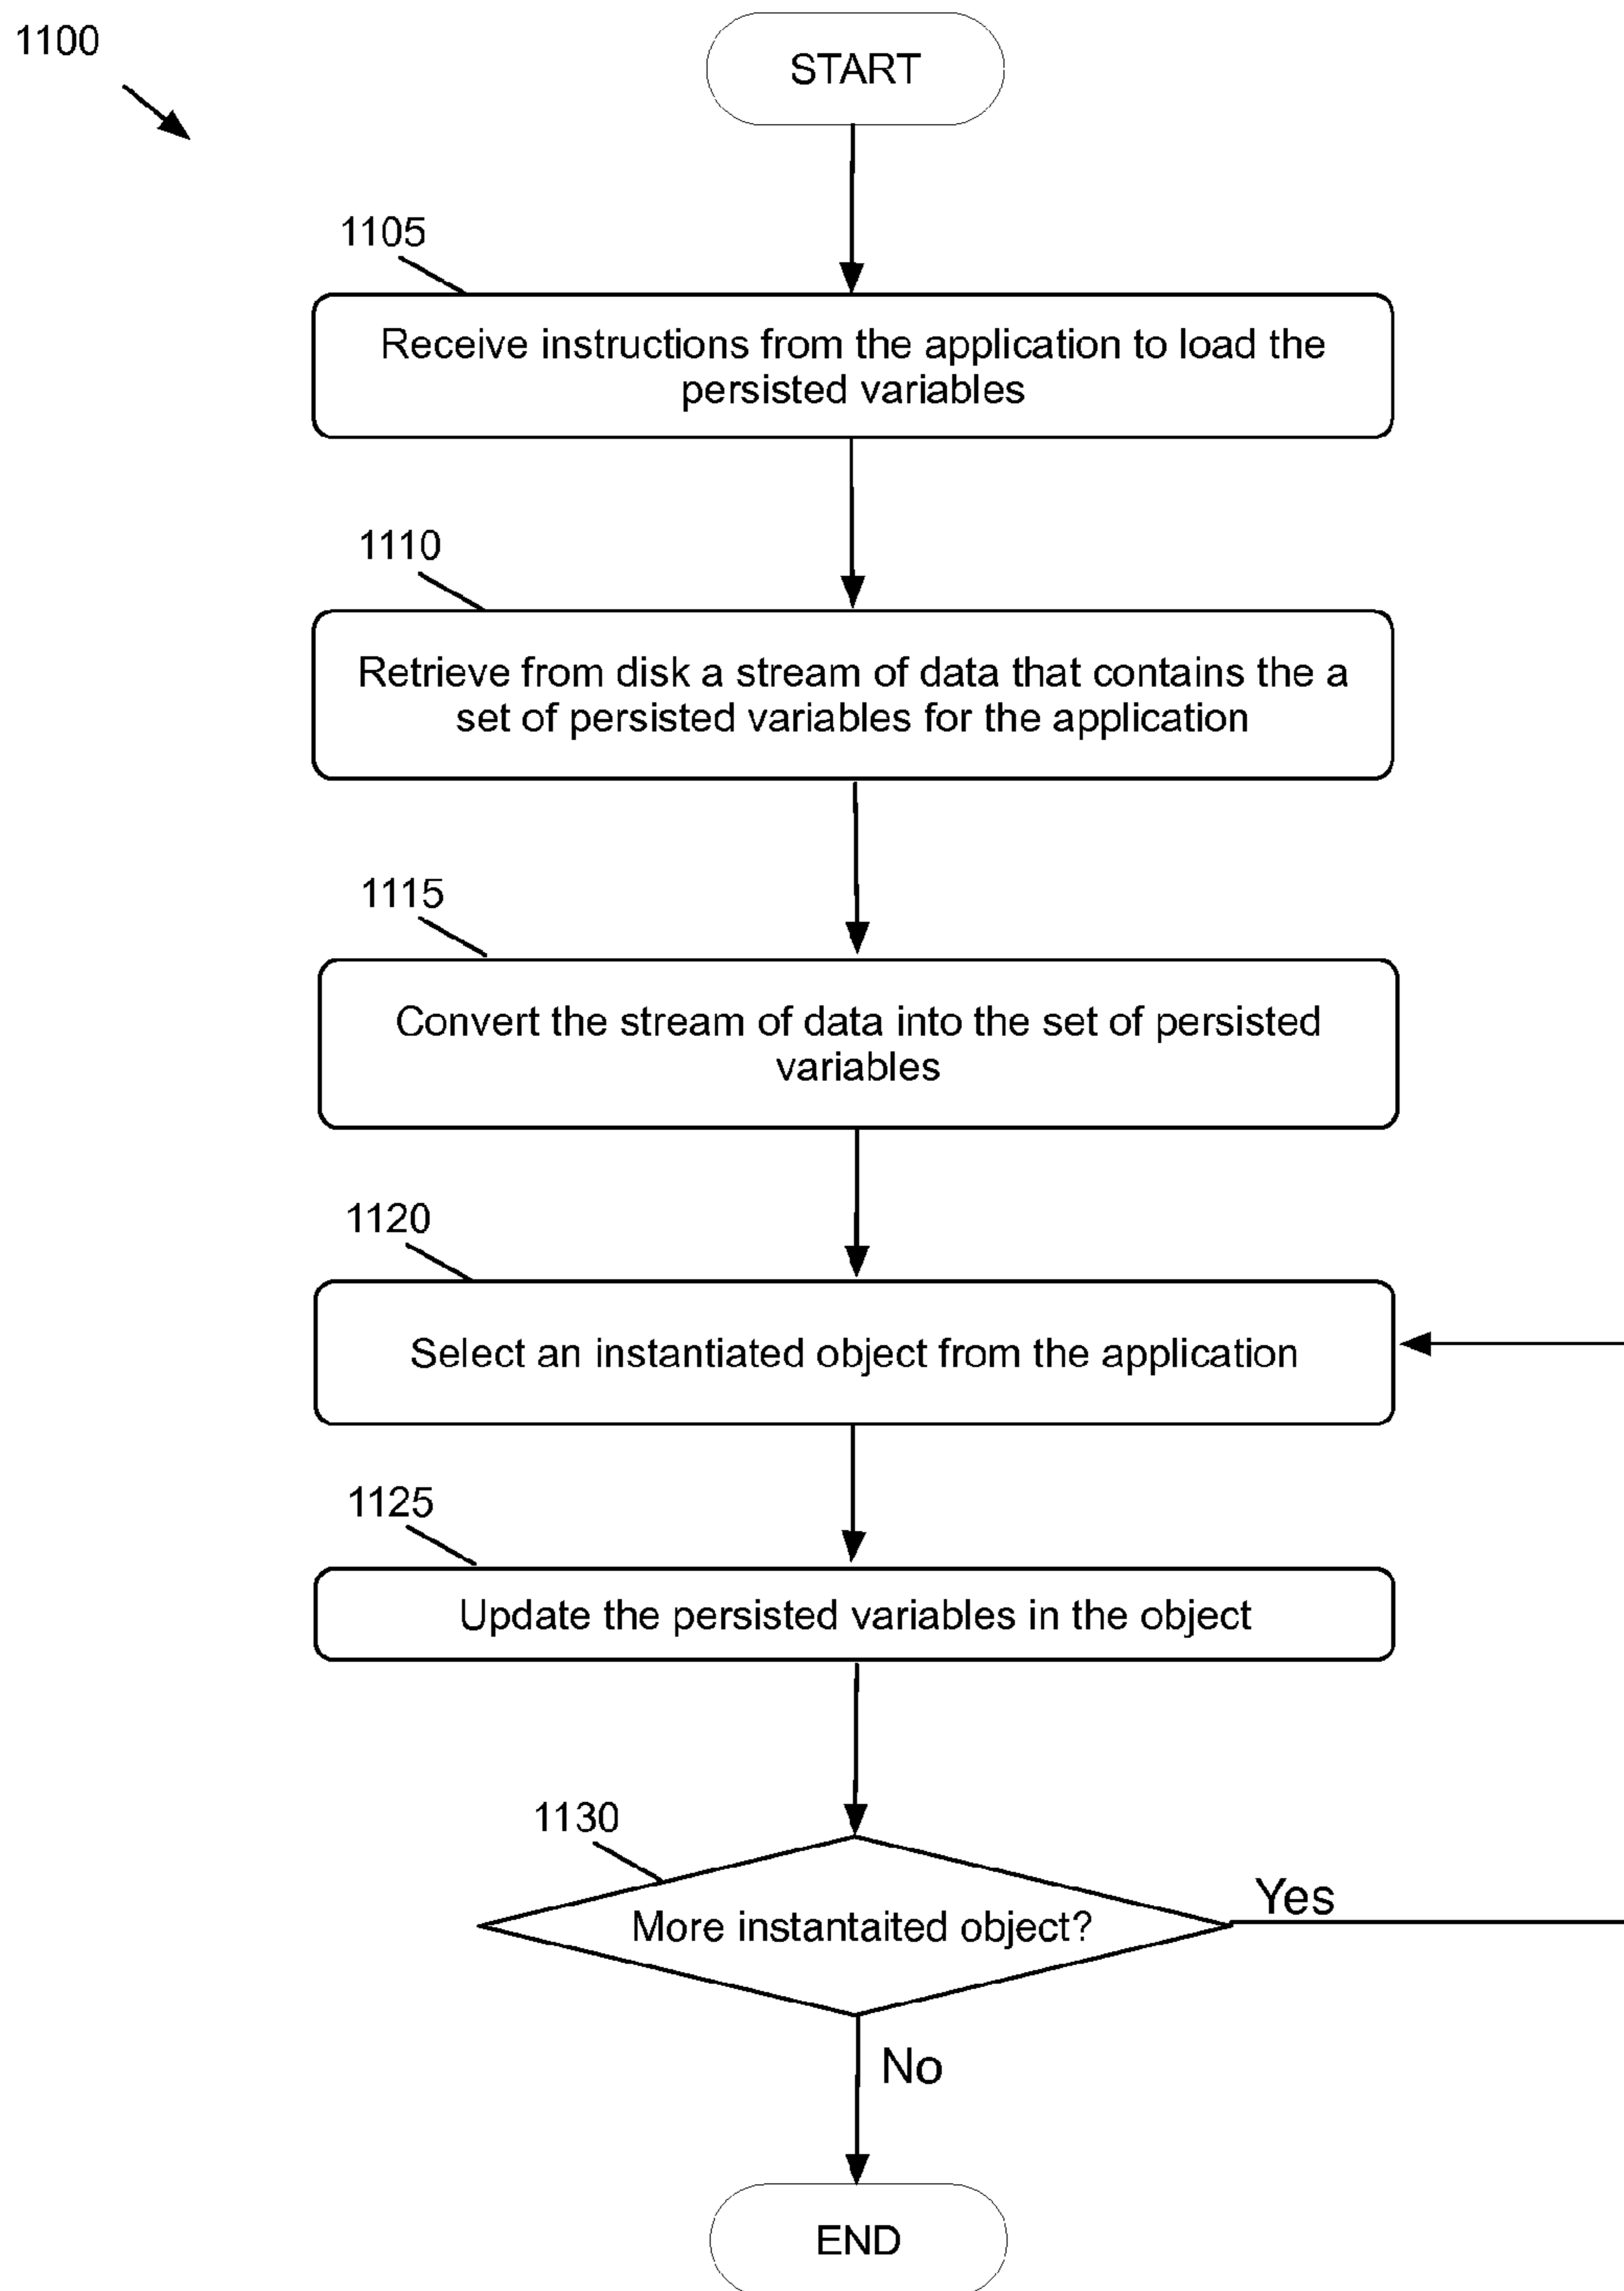 1100
START
1105
Receive instructions from the application to load the
persisted variables
1110
Retrieve from disk a stream of data that contains the a
set of persisted variables for the application
1115
Convert the stream of data into the set of persisted
variables
1120
Select an instantiated object from the application
1125
Update the persisted variables in the object
1130
More instantaited object?
Yes
No
END